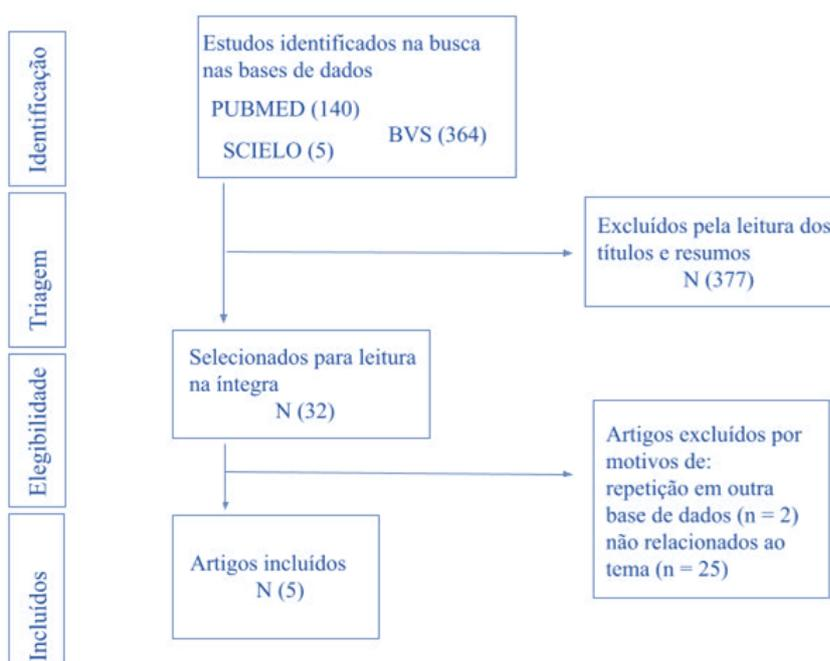 Identificação
Estudos identificados na busca
nas bases de dados
PUBMED (140)
BVS (364)
SCIELO (5)
Triagem
Excluídos pela leitura dos
títulos e resumos
N (377)
Selecionados para leitura
na íntegra
N (32)
Elegibilidade
Artigos excluídos por
motivos de:
repetição em outra
base de dados (n = 2)
não relacionados ao
tema (n = 25)
Incluídos
Artigos incluídos
N (5)